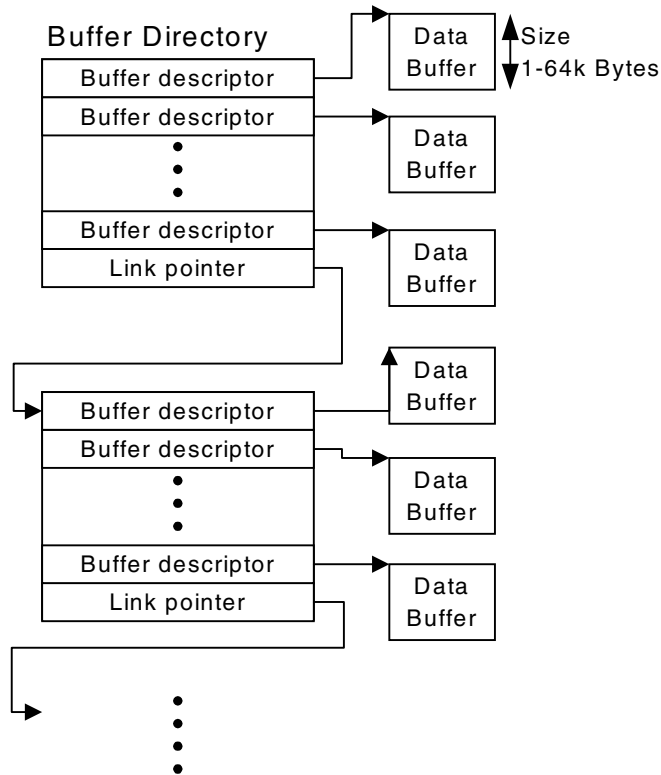 Buffer Directory
Buffer descriptor
Buffer descriptor
Buffer descriptor
Link pointer
Data
Buffer
Size
1-64k Bytes
Data
Buffer
Data
Buffer
Buffer descriptor
Buffer descriptor
Buffer descriptor
Link pointer
Data
Buffer
Data
Buffer
Data
Buffer